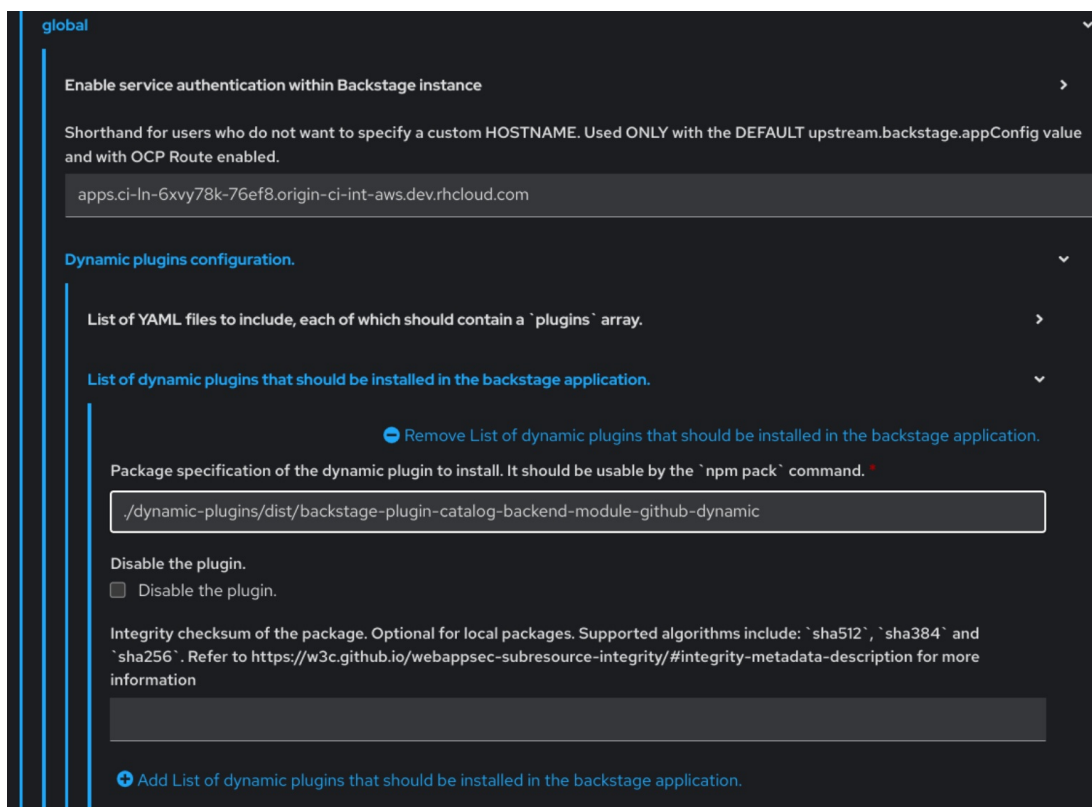 global
Enable service authentication within Backstage instance
Shorthand for users who do not want to specify a custom HOSTNAME. Used ONLY with the DEFAULT upstream.backstage.appConfig value
and with OCP Route enabled.
apps.ci-ln-6xvy78k-76ef8.origin-ci-int-aws.dev.rhcloud.com
Dynamic plugins configuration.
List of YAML files to include, each of which should contain a `plugins` array.
List of dynamic plugins that should be installed in the backstage application.
Remove List of dynamic plugins that should be installed in the backstage application.
Package specification of the dynamic plugin to install. It should be usable by the `npm pack` command. *
./dynamic-plugins/dist/backstage-plugin-catalog-backend-module-github-dynamic
Disable the plugin.
Disable the plugin.
Integrity checksum of the package. Optional for local packages. Supported algorithms include: `sha512`, `sha384` and
`sha256`. Refer to https://w3c.github.io/webappsec-subresource-integrity/#integrity-metadata-description for more
information
Add List of dynamic plugins that should be installed in the backstage application.